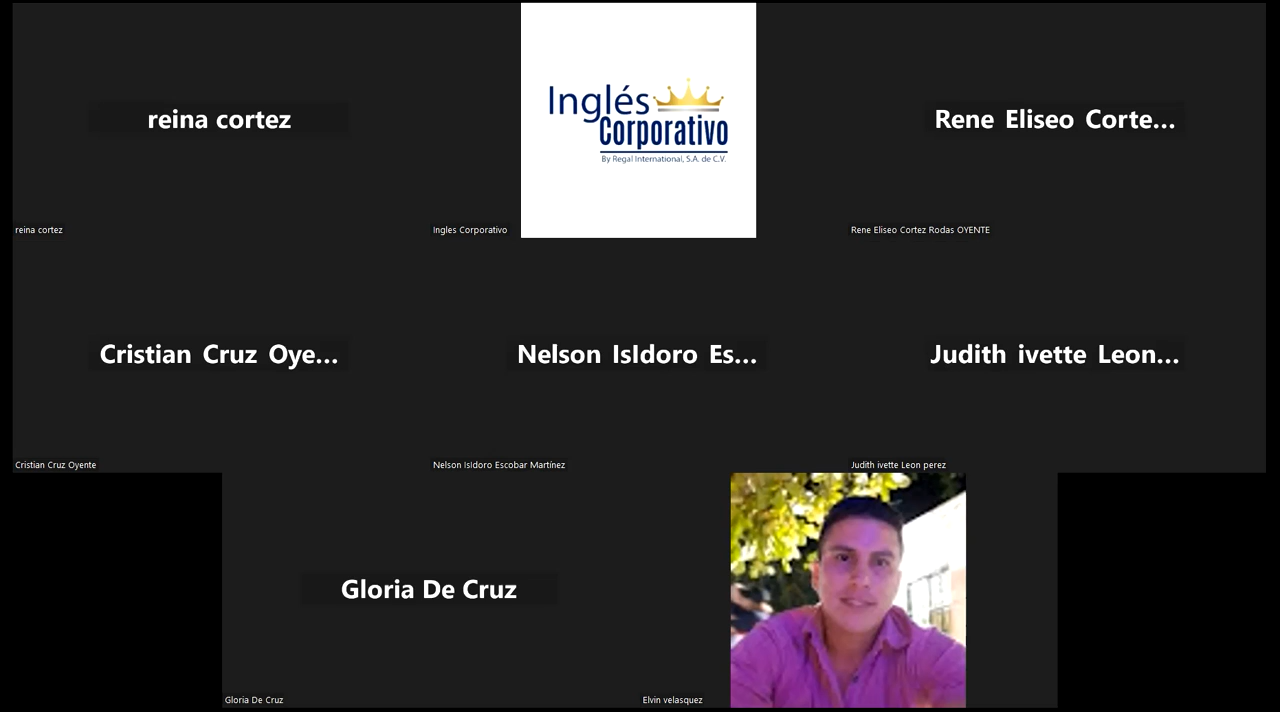 reina cortez
reina cortez
Inglés
Corporativo
By Regal International, S.A. de C.V.
Ingles Corporativo
Rene Eliseo Corte...
Rene Eliseo Cortez Rodas OYENTE
Cristian Cruz Oye...
Cristian Cruz Oyente
Nelson IsIdoro Es...
Nelson IsIdoro Escobar Martínez
Judith ivette Leon...
Judith ivette Leon perez
Gloria De Cruz
Gloria De Cruz
Elvin velasquez